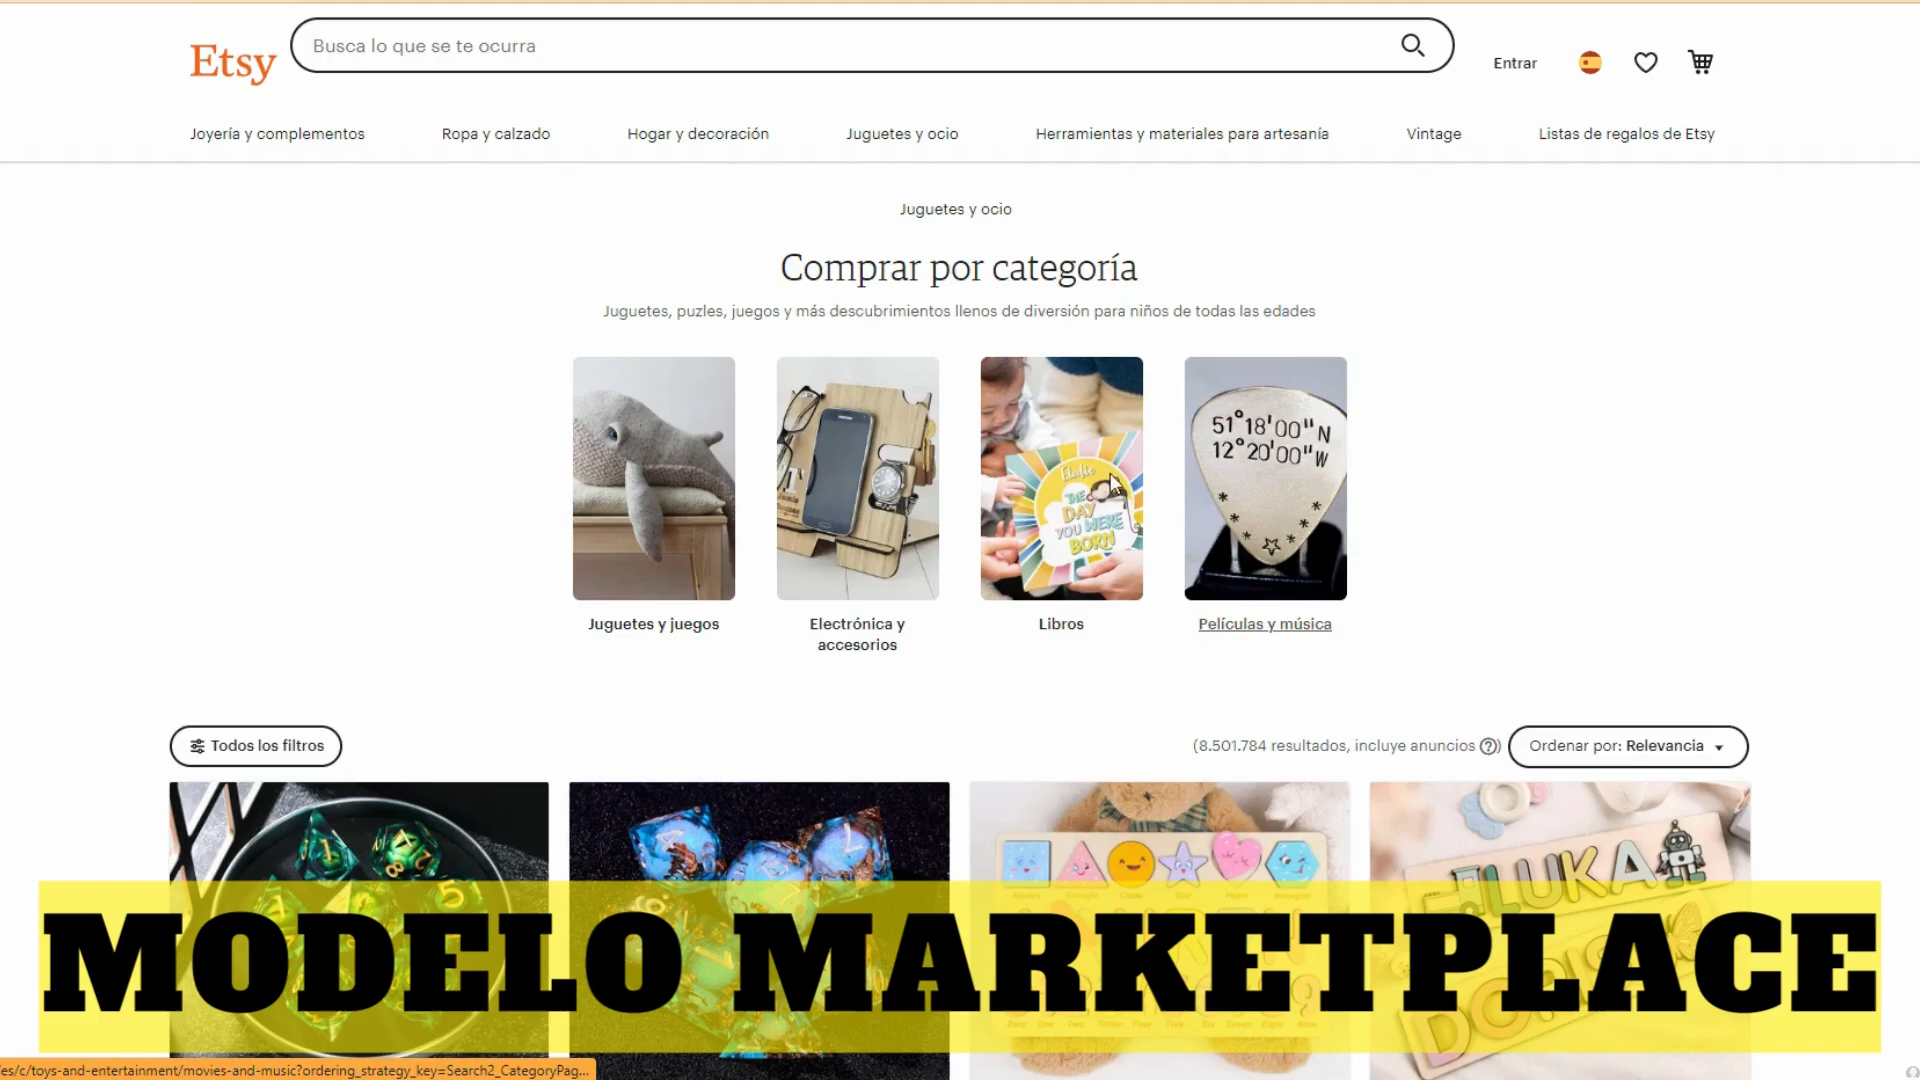 Etsy
Busca lo que se te ocurra
Entrar
Joyería y complementos
Ropa y calzado
Hogar y decoración
Juguetes y ocio
Herramientas y materiales para artesanía
Vintage
Listas de regalos de Etsy
Juguetes y ocio
Comprar por categoría
Juguetes, puzles, juegos y más descubrimientos llenos de diversión para niños de todas las edades
THE
DAY
YOU WERE
BORN
51°18'00"N
12°20'00"W
Juguetes y juegos
Electrónica y
accesorios
Libros
Películas y música
Todos los filtros
(8.501.784 resultados, incluye anuncios
Ordenar por: Relevancia
LUKA
MODELO MARKETPLACE
es/c/toys-and-entertainment/movies-and-music?ordering_strategy_key=Search2_CategoryPag...